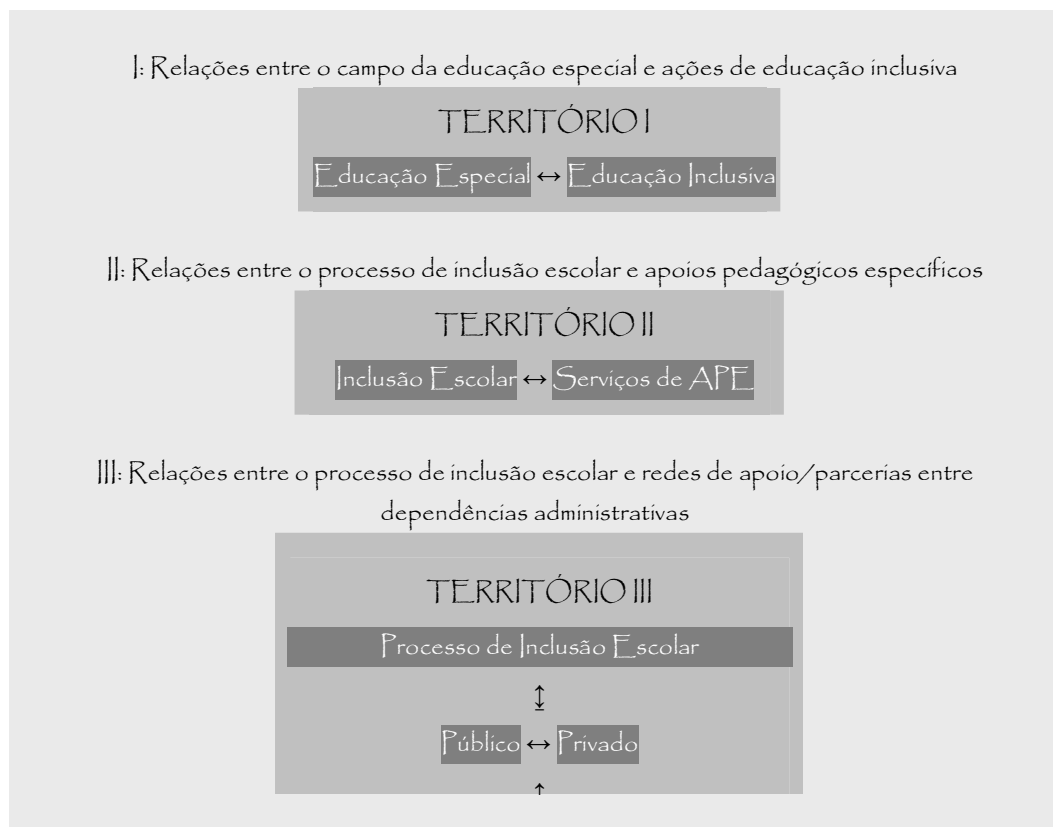 I: Relações entre o campo da educação especial e ações de educação inclusiva
TERRITÓRIO I
Educação Especial ↔ Educação Inclusiva
II: Relações entre o processo de inclusão escolar e apoios pedagógicos específicos
TERRITÓRIO II
Inclusão Escolar ↔ Serviços de APE
III: Relações entre o processo de inclusão escolar e redes de apoio/parcerias entre
dependências administrativas
TERRITÓRIO III
Processo de Inclusão Escolar
↨
Público ↔ Privado
↑